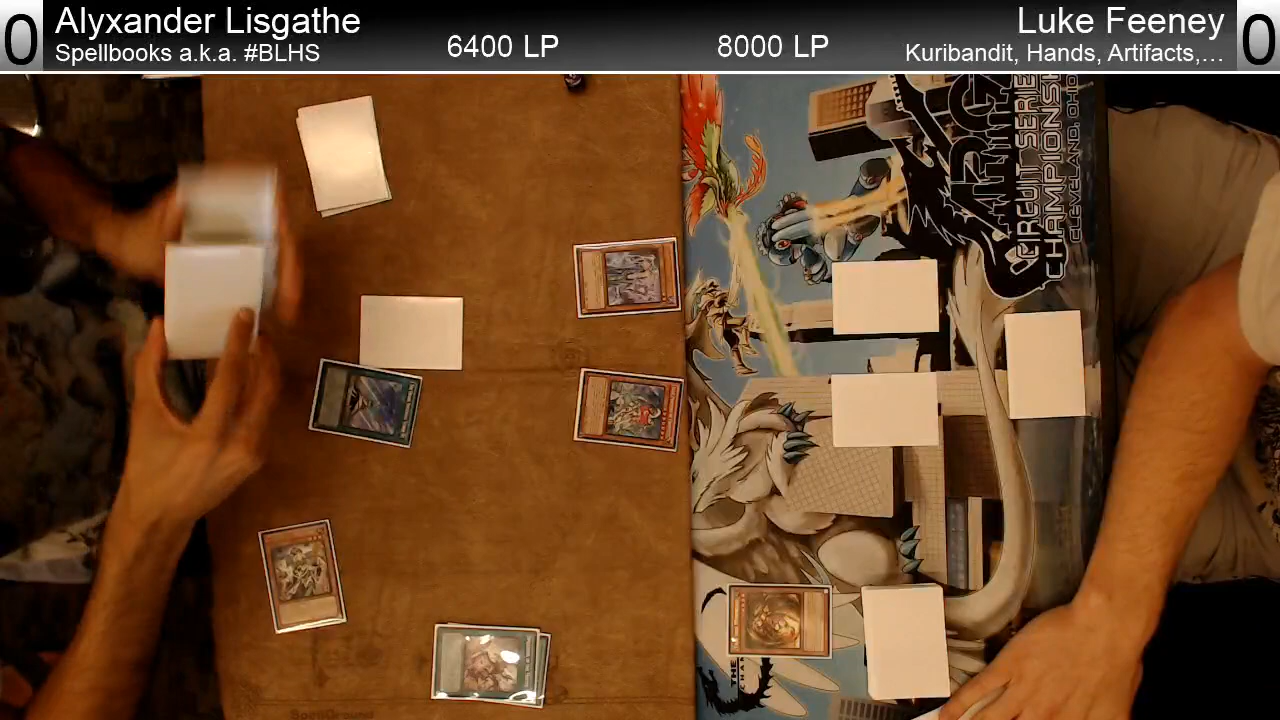 0
Alyxander Lisgathe
Spellbooks a.k.a. #BLHS
6400 LP
8000 LP
Luke Feeney
Kuribandit, Hands, Artifacts,...
0
CIRCUIT SERIES
CHAMPIONSHI
CLEVELAND, OHIO